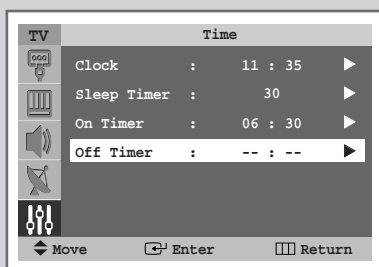 TV Time
Clock : 11 : 35
Sleep Timer : 30
On Timer : 06 : 30
Off Timer : -- : --
Move Enter Return